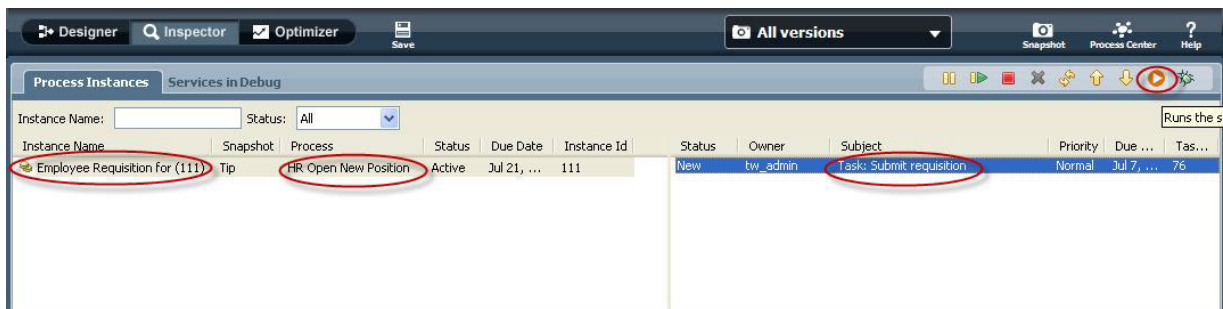 Designer Inspector Optimizer Save All versions Snapshot Process Center Help
Process Instances Services in Debug
Runs the s
Instance Name: Status: All
Instance Name Snapshot Process Status Due Date Instance Id Status Owner Subject Priority Due ... Tas...
Employee Requisition for (111) Tip HR Open New Position Active Jul 21, ... 111 New tw_admin Task: Submit requisition Normal Jul 7, ... 76